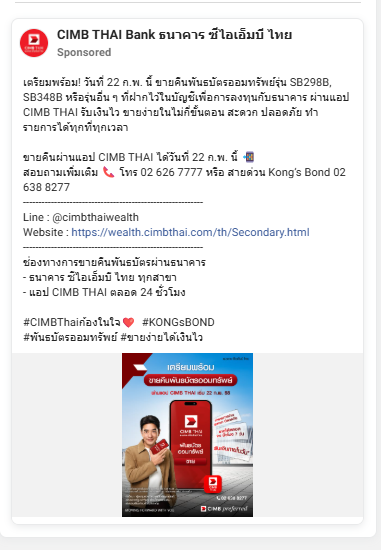 CIMB THAI Bank ธนาคาร ซีไอเอ็มบี ไทย
Sponsored
เตรียมพร้อม! วันที่ 22 ก.พ. นี้ ขายคืนพันธบัตรออมทรัพย์รุ่น SB298B,
SB348B หรือรุ่นอื่น ๆ ที่ฝากไว้ในบัญชีเพื่อการลงทุนกับธนาคาร ผ่านแอป
CIMB THAI รับเงินไว ขายง่ายในไม่กี่ขั้นตอน สะดวก ปลอดภัย ทำ
รายการได้ทุกที่ทุกเวลา
ขายคืนผ่านแอป CIMB THAI ได้วันที่ 22 ก.พ. นี้ 📲
สอบถามเพิ่มเติม 📞 โทร 02 626 7777 หรือ สายด่วน Kong's Bond 02
638 8277
------------------------------------------------------
Line : @cimbthaiwealth
Website : https://wealth.cimbthai.com/th/Secondary.html
------------------------------------------------------
ช่องทางการขายคืนพันธบัตรผ่านธนาคาร
- ธนาคาร ซีไอเอ็มบี ไทย ทุกสาขา
- แอป CIMB THAI ตลอด 24 ชั่วโมง
#CIMBThaiก้องในใจ❤️ #KONGsBOND
#พันธบัตรออมทรัพย์ #ขายง่ายได้เงินไว
เตรียมพร้อม
ขายคืนพันธบัตรออมทรัพย์
ผ่านแอป CIMB THAI เริ่ม 22 ก.พ. 68
CIMB THAI
พันธบัตร
ออมทรัพย์
ขาย
CIMB THAI
02 638 8277
CIMB preferred